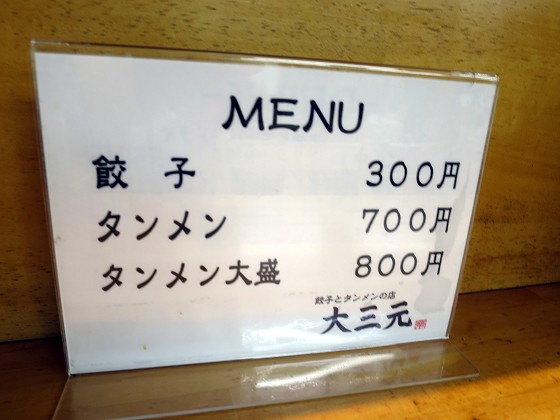 MENU
餃子 300円
タンメン 700円
タンメン大盛 800円
餃子とタンメンの店
大三元